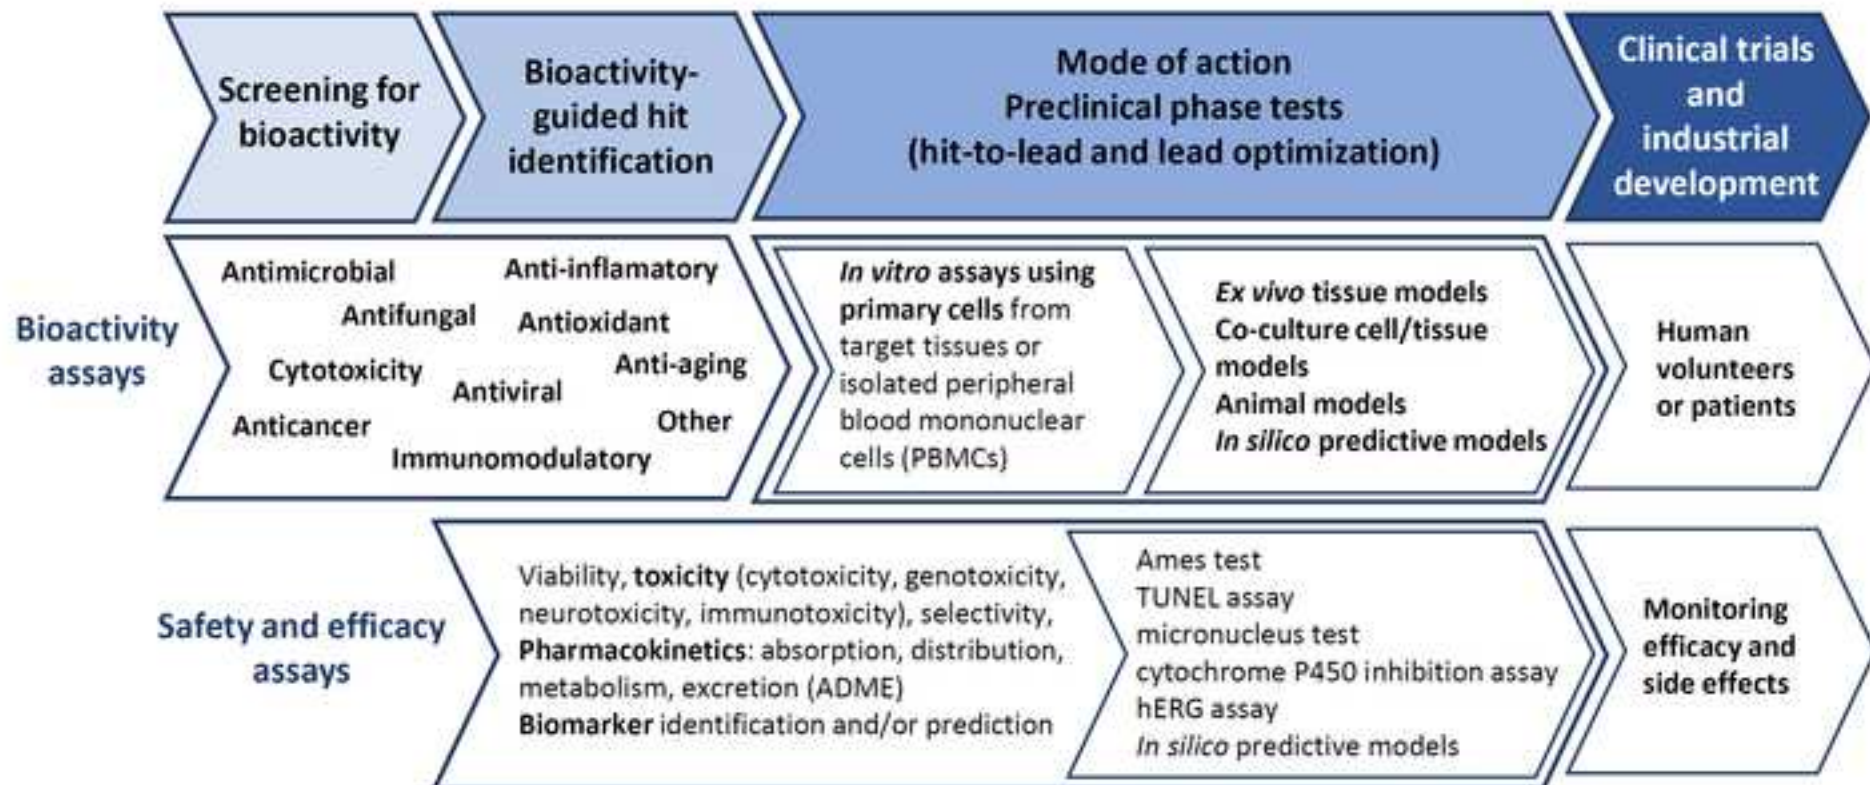 Screening for
bioactivity
Bioactivity-
guided hit
identification
Mode of action
Preclinical phase tests
(hit-to-lead and lead optimization)
Clinical trials
and
industrial
development
Bioactivity
assays
Antimicrobial
Anti-inflamatory
Antifungal
Antioxidant
Cytotoxicity
Anti-aging
Antiviral
Anticancer
Other
Immunomodulatory
In vitro assays using
primary cells from
target tissues or
isolated peripheral
blood mononuclear
cells (PBMCs)
Ex vivo tissue models
Co-culture cell/tissue
models
Animal models
In silico predictive models
Human
volunteers
or patients
Safety and efficacy
assays
Viability, toxicity (cytotoxicity, genotoxicity,
neurotoxicity, immunotoxicity), selectivity,
Pharmacokinetics: absorption, distribution,
metabolism, excretion (ADME)
Biomarker identification and/or prediction
Ames test
TUNEL assay
micronucleus test
cytochrome P450 inhibition assay
hERG assay
In silico predictive models
Monitoring
efficacy and
side effects